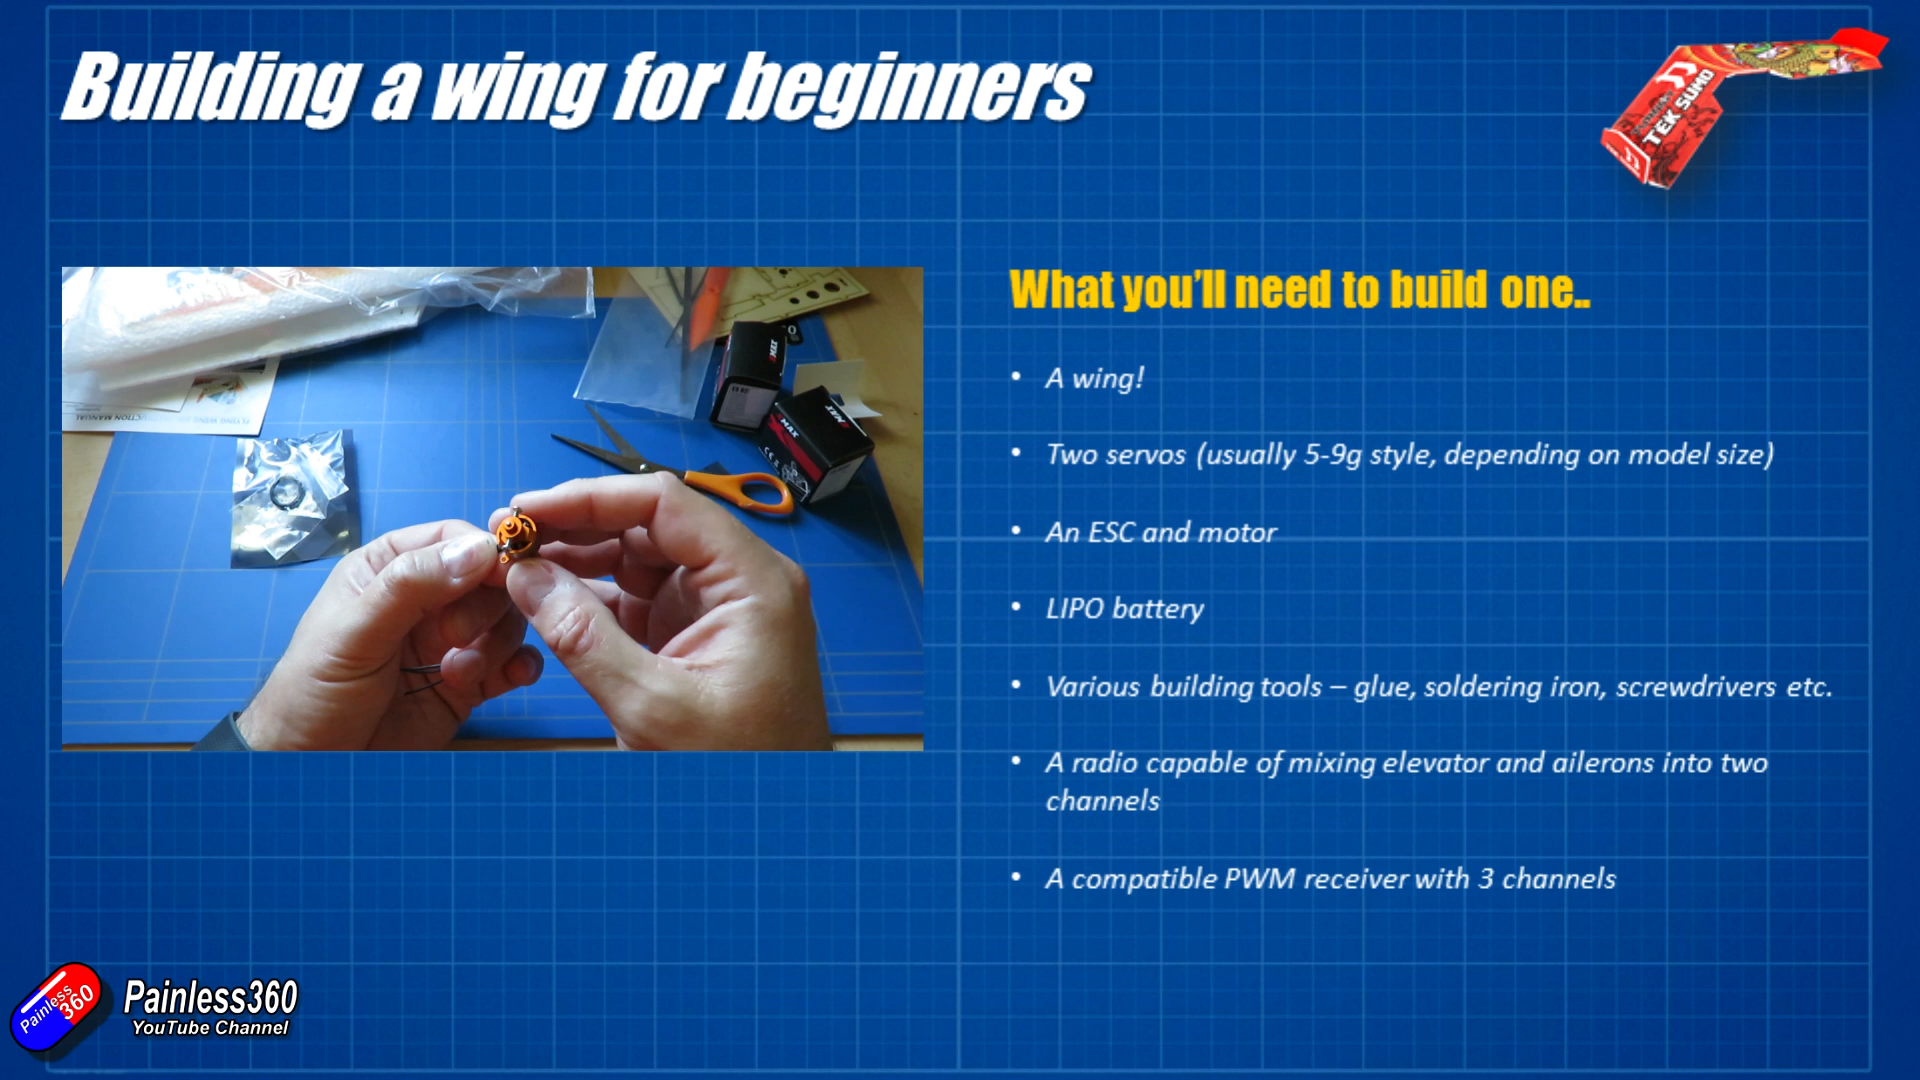 Building a wing for beginners
TEK SUMO
What you'll need to build one..
• A wing!
• Two servos (usually 5-9g style, depending on model size)
• An ESC and motor
• LIPO battery
• Various building tools – glue, soldering iron, screwdrivers etc.
• A radio capable of mixing elevator and ailerons into two
channels
• A compatible PWM receiver with 3 channels
Painless
360
Painless360
YouTube Channel